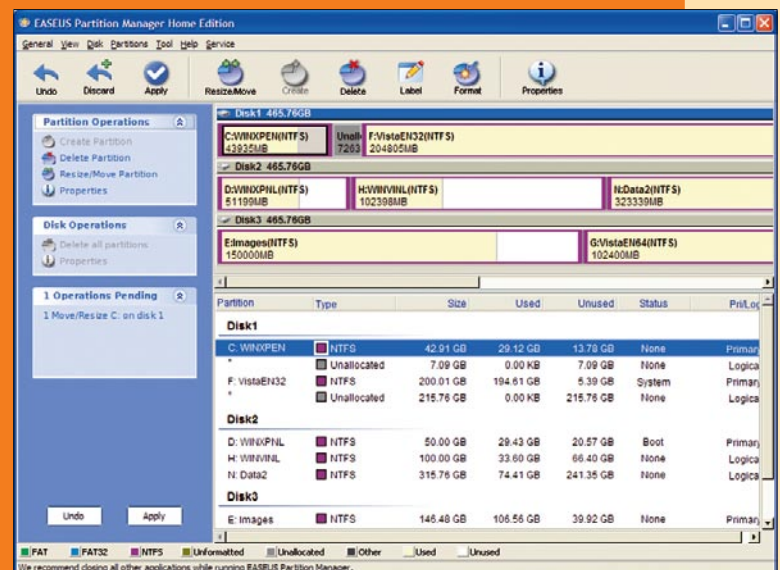 EASEUS Partition Manager Home Edition
General View Disk Partitions Tool Help Service
Undo Discard Apply Resize/Move Create Delete Label Format Properties
Partition Operations
Create Partition
Delete Partition
Resize/Move Partition
Properties
Disk Operations
Delete all partitions
Properties
1 Operations Pending
1 Move/Resize C: on disk 1
Undo Apply
Disk1 465.76GB
C:WINXPEN(NTFS) Unall F:VistaEN32(NTFS)
43935MB 7263 204805MB
Disk2 465.76GB
D:WINXPNL(NTFS) H:WINVINL(NTFS) N:Data2(NTFS)
51199MB 102398MB 323339MB
Disk3 465.76GB
E:Images(NTFS) G:VistaEN64(NTFS)
150000MB 102400MB
Partition Type Size Used Unused Status Pri/Log
Disk1
C: WINXPEN NTFS 42.91 GB 29.12 GB 13.78 GB None Primary
* Unallocated 7.09 GB 0.00 KB 7.09 GB None Logica
F: VistaEN32 NTFS 200.01 GB 194.61 GB 5.39 GB System Primary
* Unallocated 215.76 GB 0.00 KB 215.76 GB None Logica
Disk2
D: WINXPNL NTFS 50.00 GB 29.43 GB 20.57 GB Boot Primary
H: WINVINL NTFS 100.00 GB 33.60 GB 66.40 GB None Logica
N: Data2 NTFS 315.76 GB 74.41 GB 241.35 GB None Logica
Disk3
E: Images NTFS 146.48 GB 106.56 GB 39.92 GB None Primary
FAT FAT32 NTFS Unformatted Unallocated Other Used Unused
We recommend closing all other applications while running EASEUS Partition Manager.